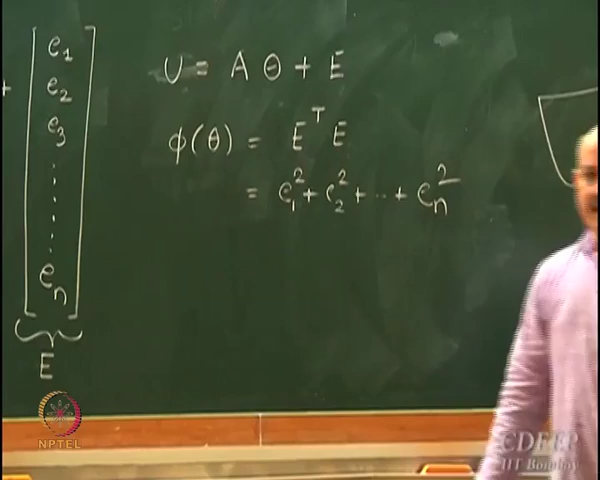 + [ e₁
e₂
e₃
⋮
eₙ ]
E
U = A θ + E
ϕ(θ) = Eᵀ E
= e₁² + e₂² + ... + eₙ²
NPTEL
CDEEP
IIT Bombay